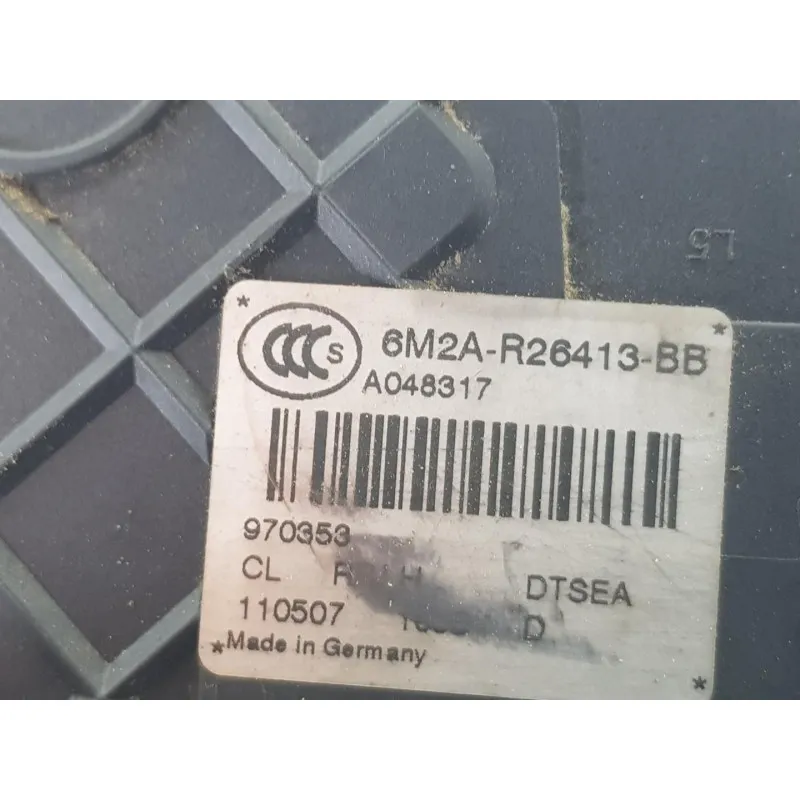 L5
CCC S 6M2A-R26413-BB
A048317
970353
CL R H DTSEA
110507 D
*Made in Germany